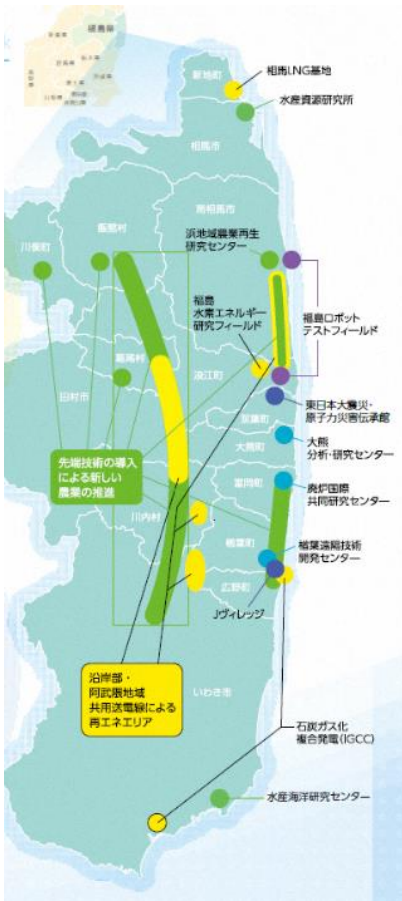 福島県
新地町
相馬LNG基地
水産資源研究所
相馬市
南相馬市
飯舘村
川俣町
浜地域農業再生
研究センター
福島
水素エネルギー
研究フィールド
福島ロボット
テストフィールド
葛尾村
浪江町
田村市
東日本大震災・
原子力災害伝承館
双葉町
大熊町
大熊
分析・研究センター
先端技術の導入
による新しい
農業の推進
富岡町
廃炉国際
共同研究センター
川内村
楢葉町
楢葉遠隔技術
開発センター
広野町
Jヴィレッジ
沿岸部・
阿武隈地域
共用送電線による
再エネエリア
いわき市
石炭ガス化
複合発電(IGCC)
水産海洋研究センター